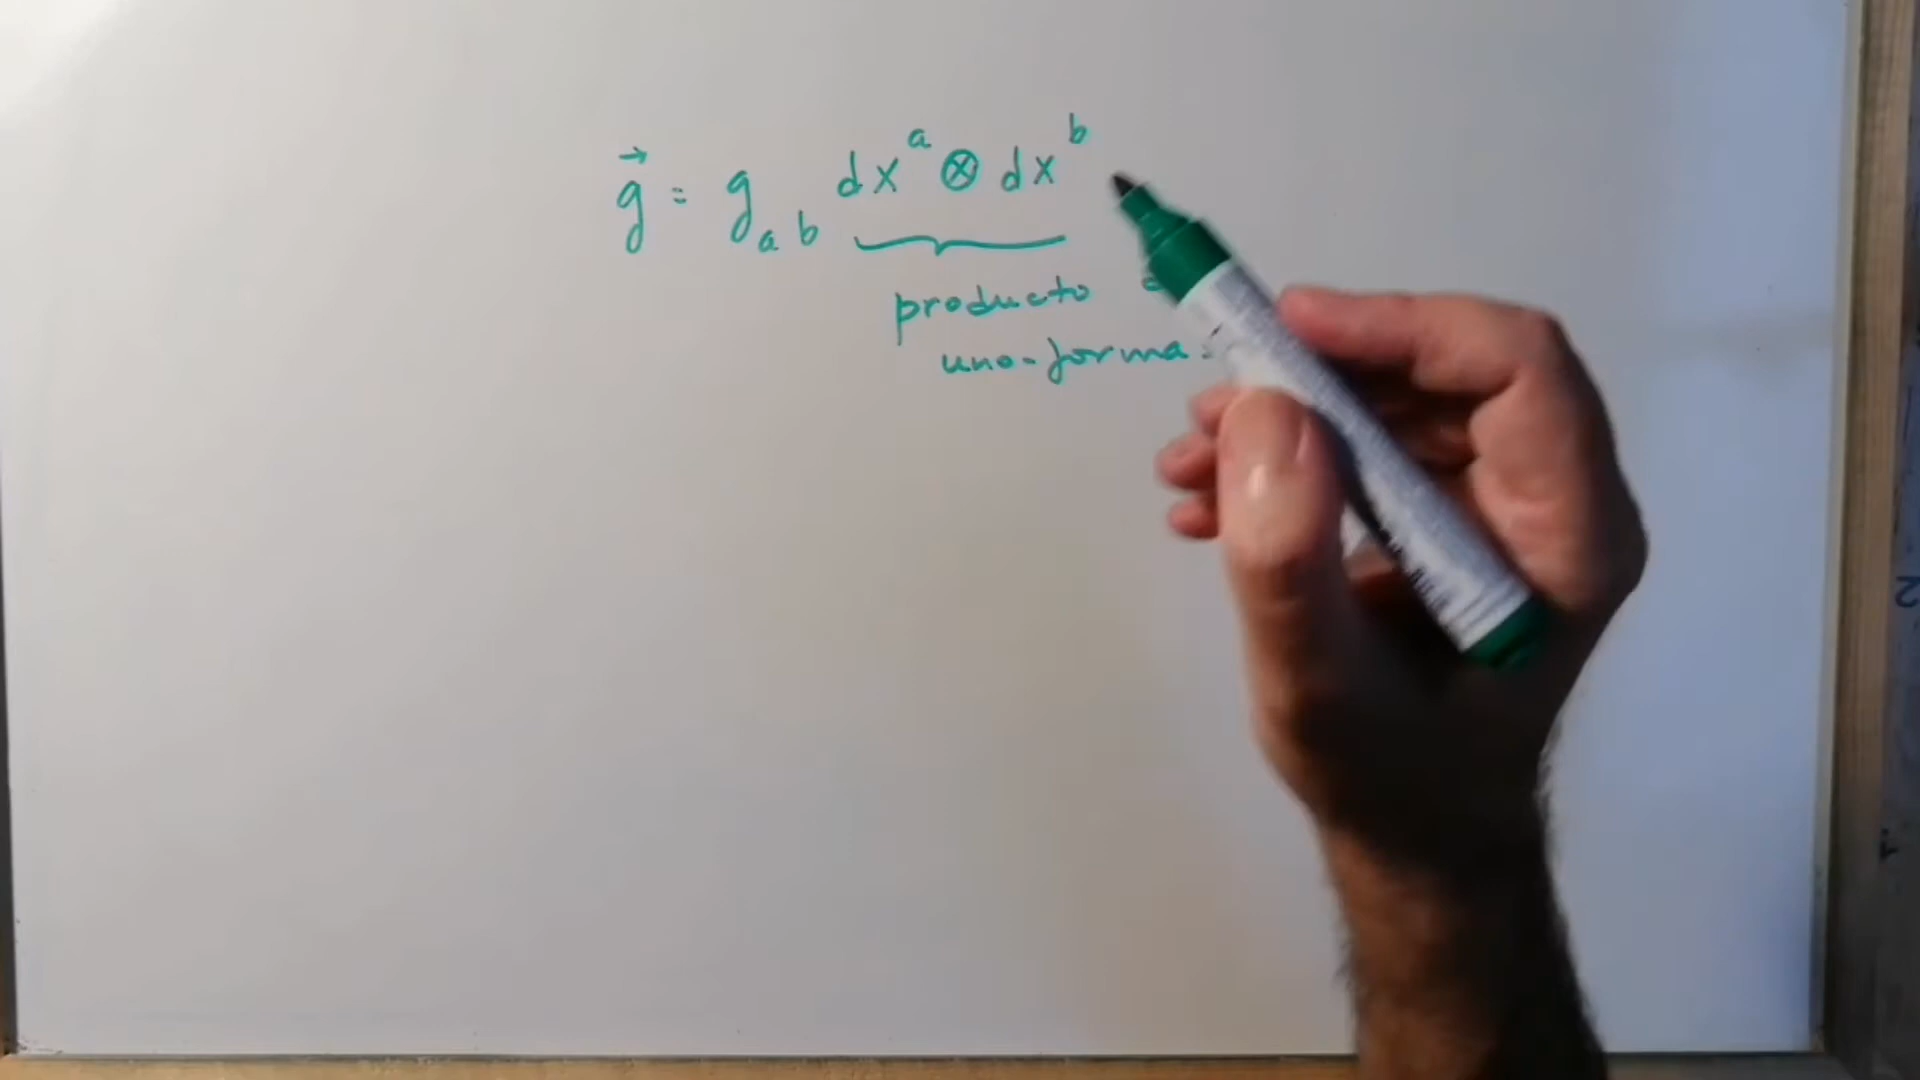 g⃗ = g_ab dx^a ⊗ dx^b
producto
uno-forma